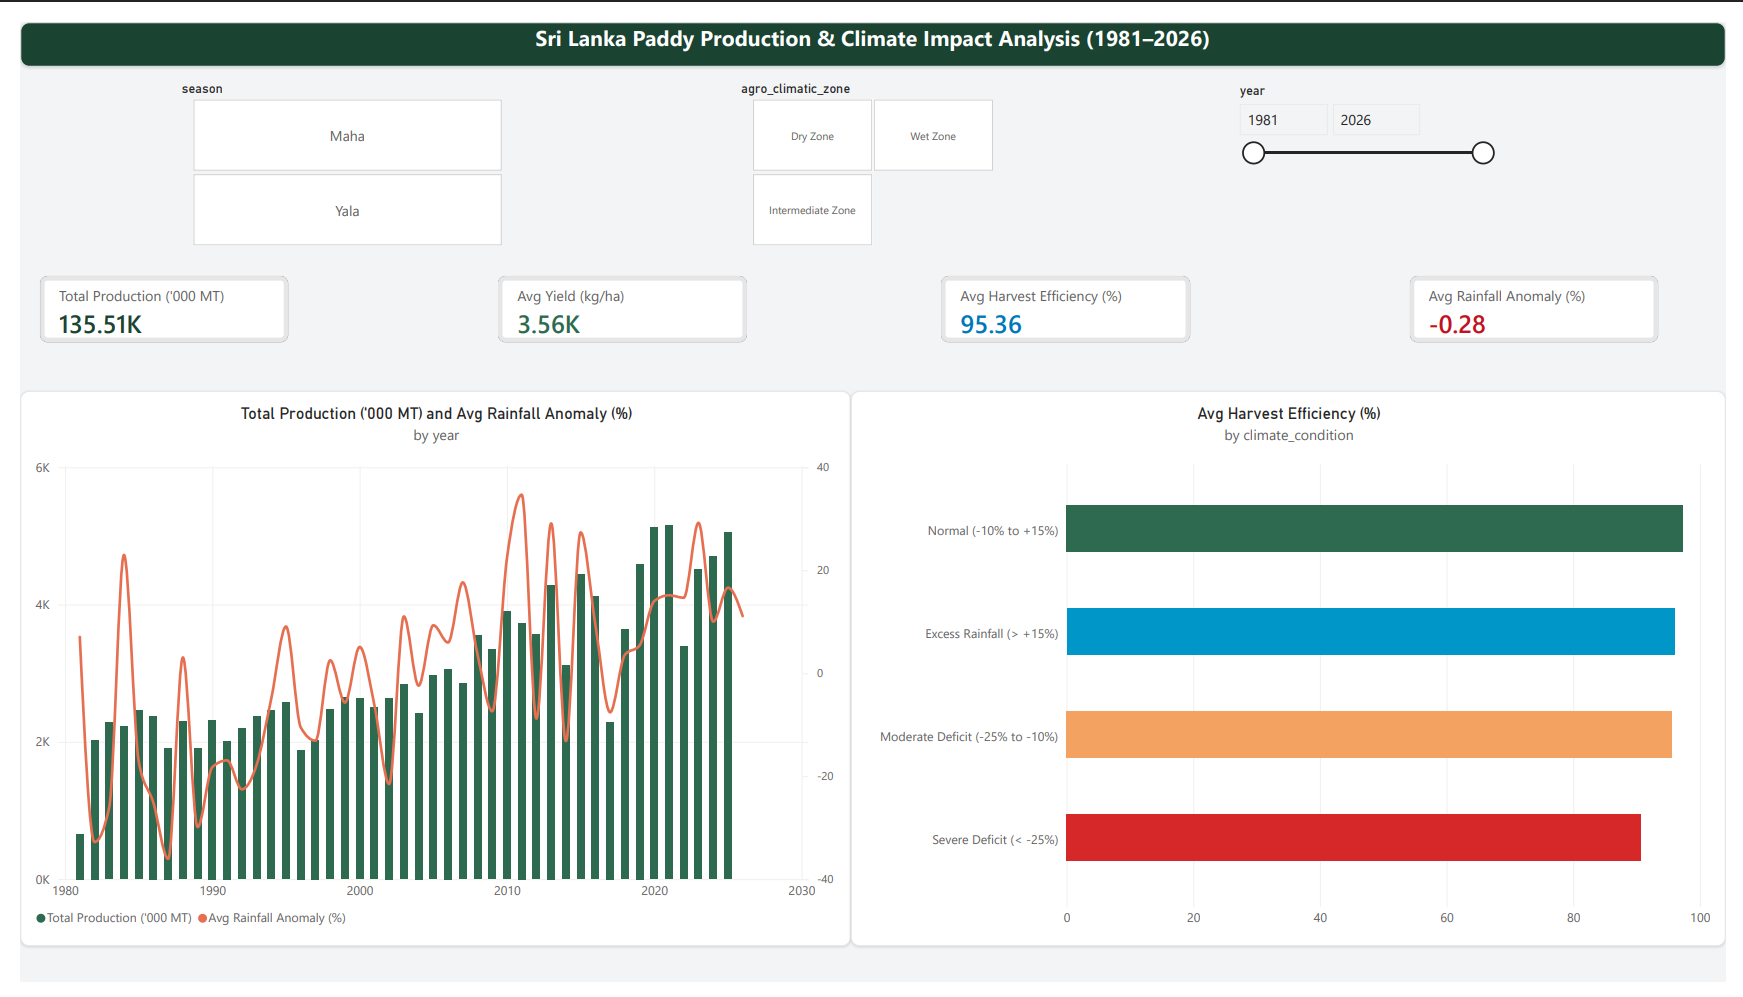 Sri Lanka Paddy Production & Climate Impact Analysis (1981–2026)
season
Maha
Yala
agro_climatic_zone
Dry Zone
Wet Zone
Intermediate Zone
year
1981
2026
Total Production ('000 MT)
135.51K
Avg Yield (kg/ha)
3.56K
Avg Harvest Efficiency (%)
95.36
Avg Rainfall Anomaly (%)
-0.28
Total Production ('000 MT) and Avg Rainfall Anomaly (%)
by year
6K
4K
2K
0K
40
20
0
-20
-40
1980
1990
2000
2010
2020
2030
Total Production ('000 MT)
Avg Rainfall Anomaly (%)
Avg Harvest Efficiency (%)
by climate_condition
Normal (-10% to +15%)
Excess Rainfall (> +15%)
Moderate Deficit (-25% to -10%)
Severe Deficit (< -25%)
0
20
40
60
80
100